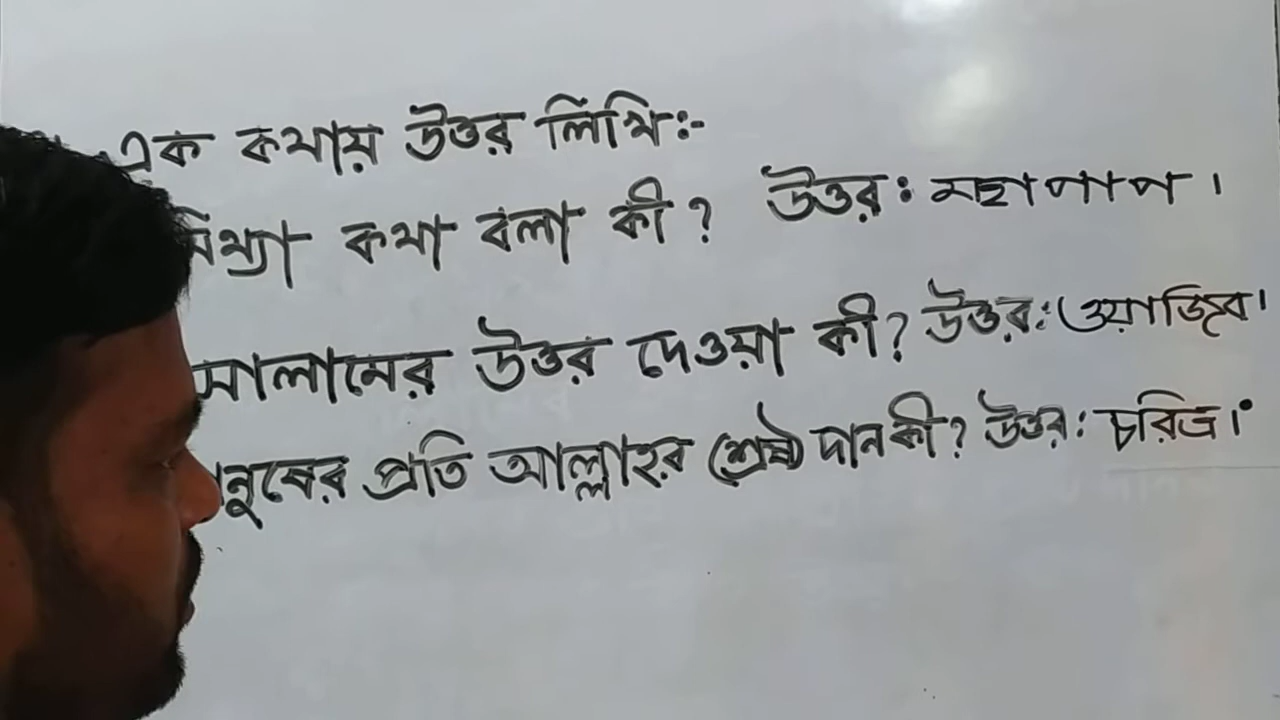 এক কথায় উত্তর লিখি:-
মিথ্যা কথা বলা কী? উত্তর: মহাপাপ।
সালামের উত্তর দেওয়া কী? উত্তর: ওয়াজিব।
মানুষের প্রতি আল্লাহর শ্রেষ্ঠ দান কী? উত্তর: চরিত্র।